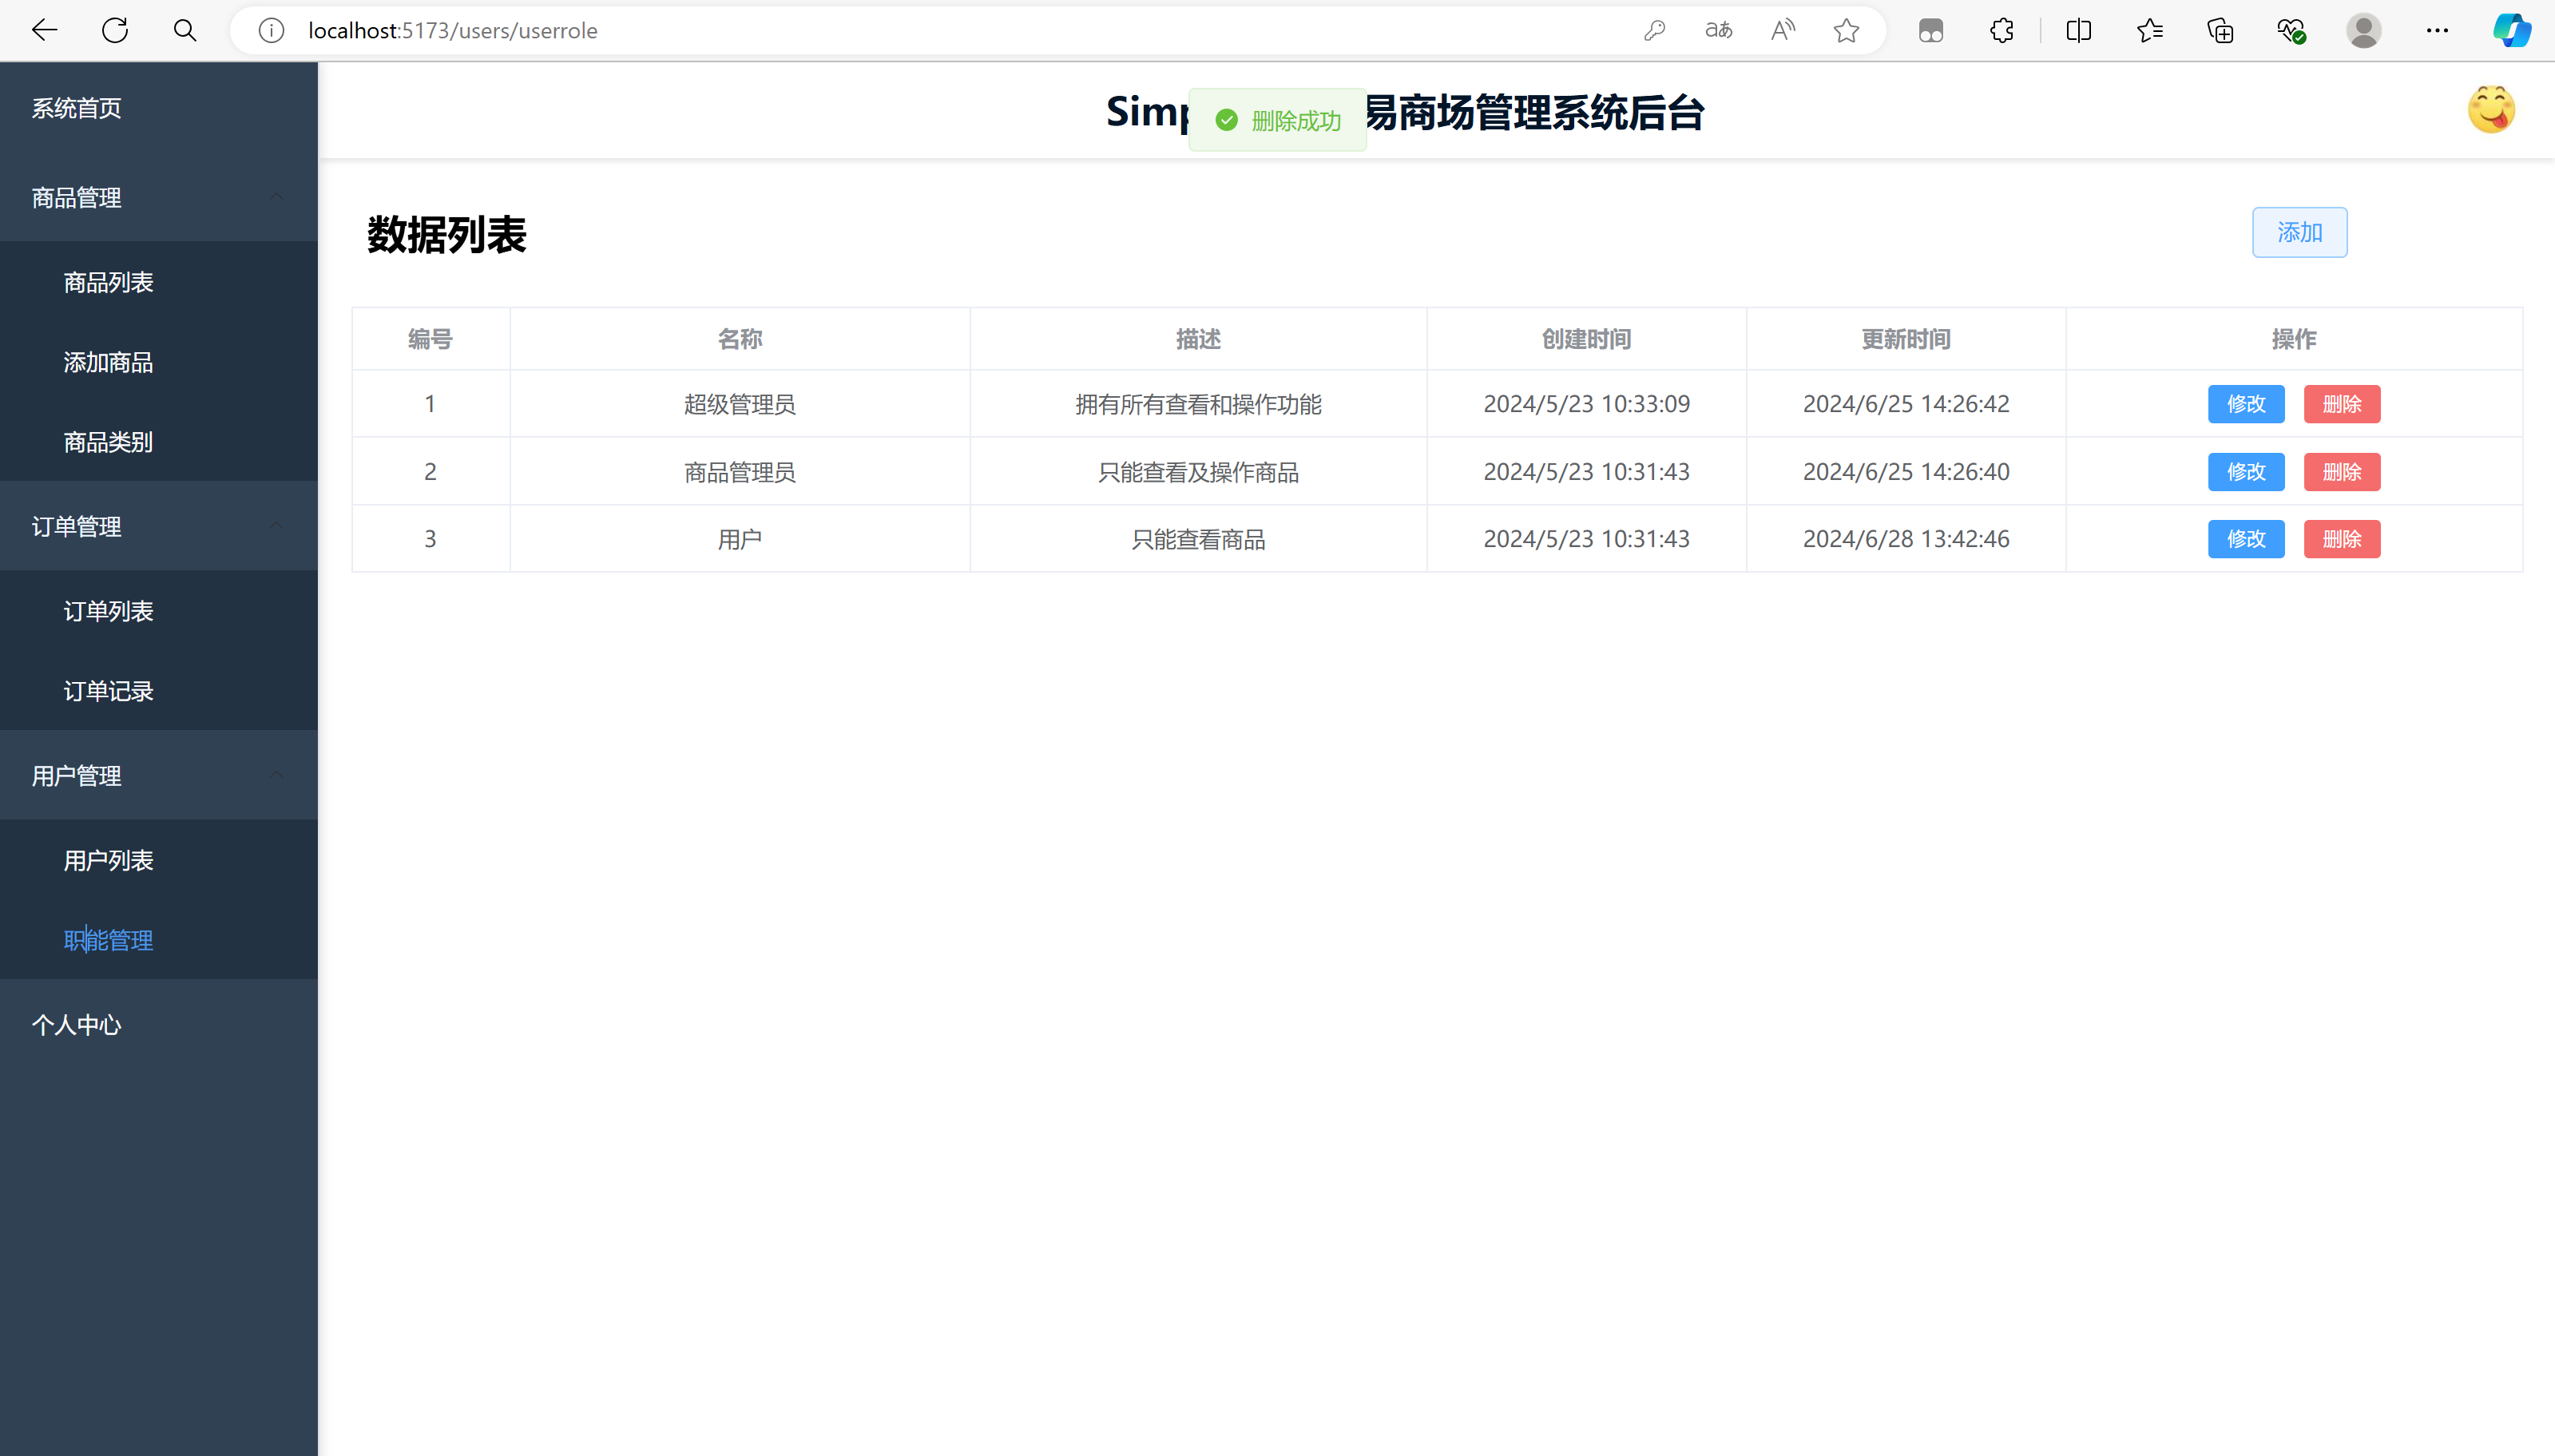 localhost:5173/users/userrole
系统首页
商品管理
商品列表
添加商品
商品类别
订单管理
订单列表
订单记录
用户管理
用户列表
职能管理
个人中心
易商场管理系统后台
删除成功
数据列表
添加
编号 名称 描述 创建时间 更新时间 操作
1 超级管理员 拥有所有查看和操作功能 2024/5/23 10:33:09 2024/6/25 14:26:42 修改 删除
2 商品管理员 只能查看及操作商品 2024/5/23 10:31:43 2024/6/25 14:26:40 修改 删除
3 用户 只能查看商品 2024/5/23 10:31:43 2024/6/28 13:42:46 修改 删除